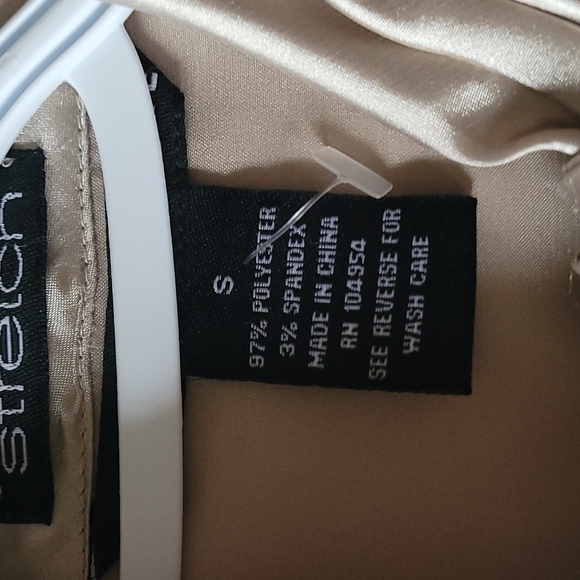 stretch
S
97% POLYESTER
3% SPANDEX
MADE IN CHINA
RN 104954
SEE REVERSE FOR
WASH CARE